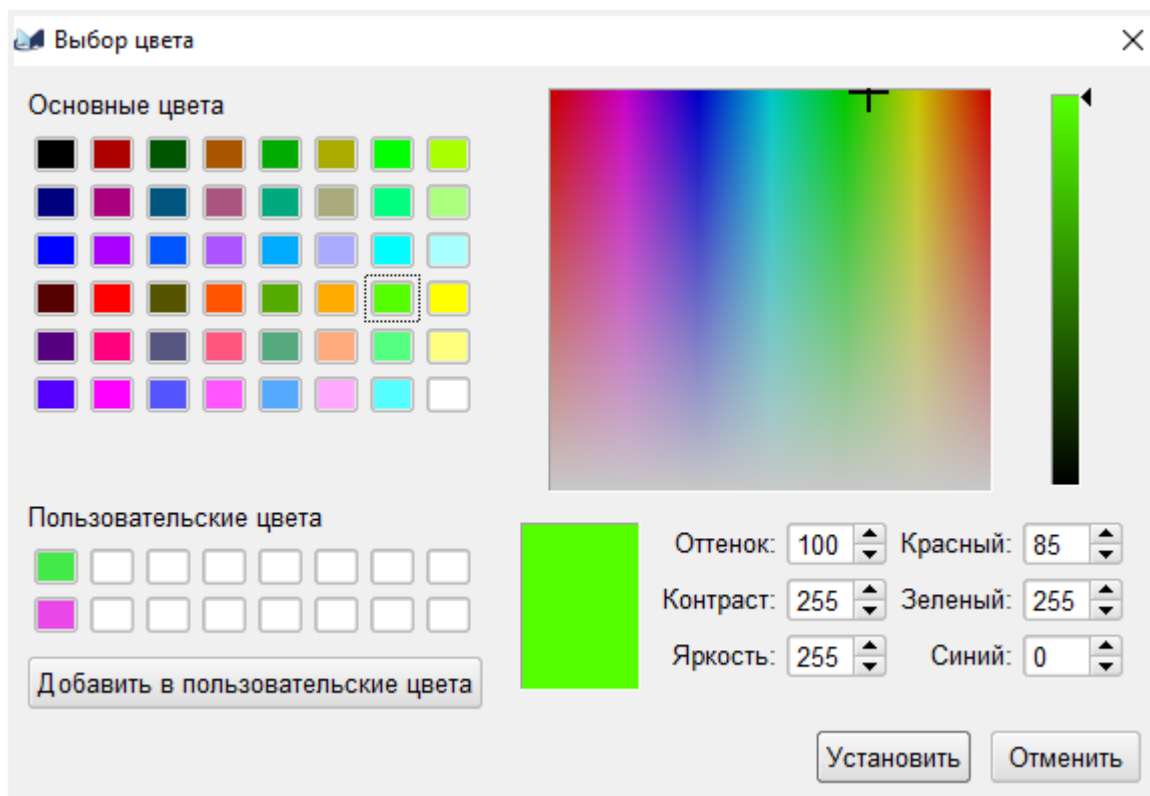 Выбор цвета
Основные цвета
Пользовательские цвета
Добавить в пользовательские цвета
Оттенок: 100 Красный: 85
Контраст: 255 Зеленый: 255
Яркость: 255 Синий: 0
Установить Отменить